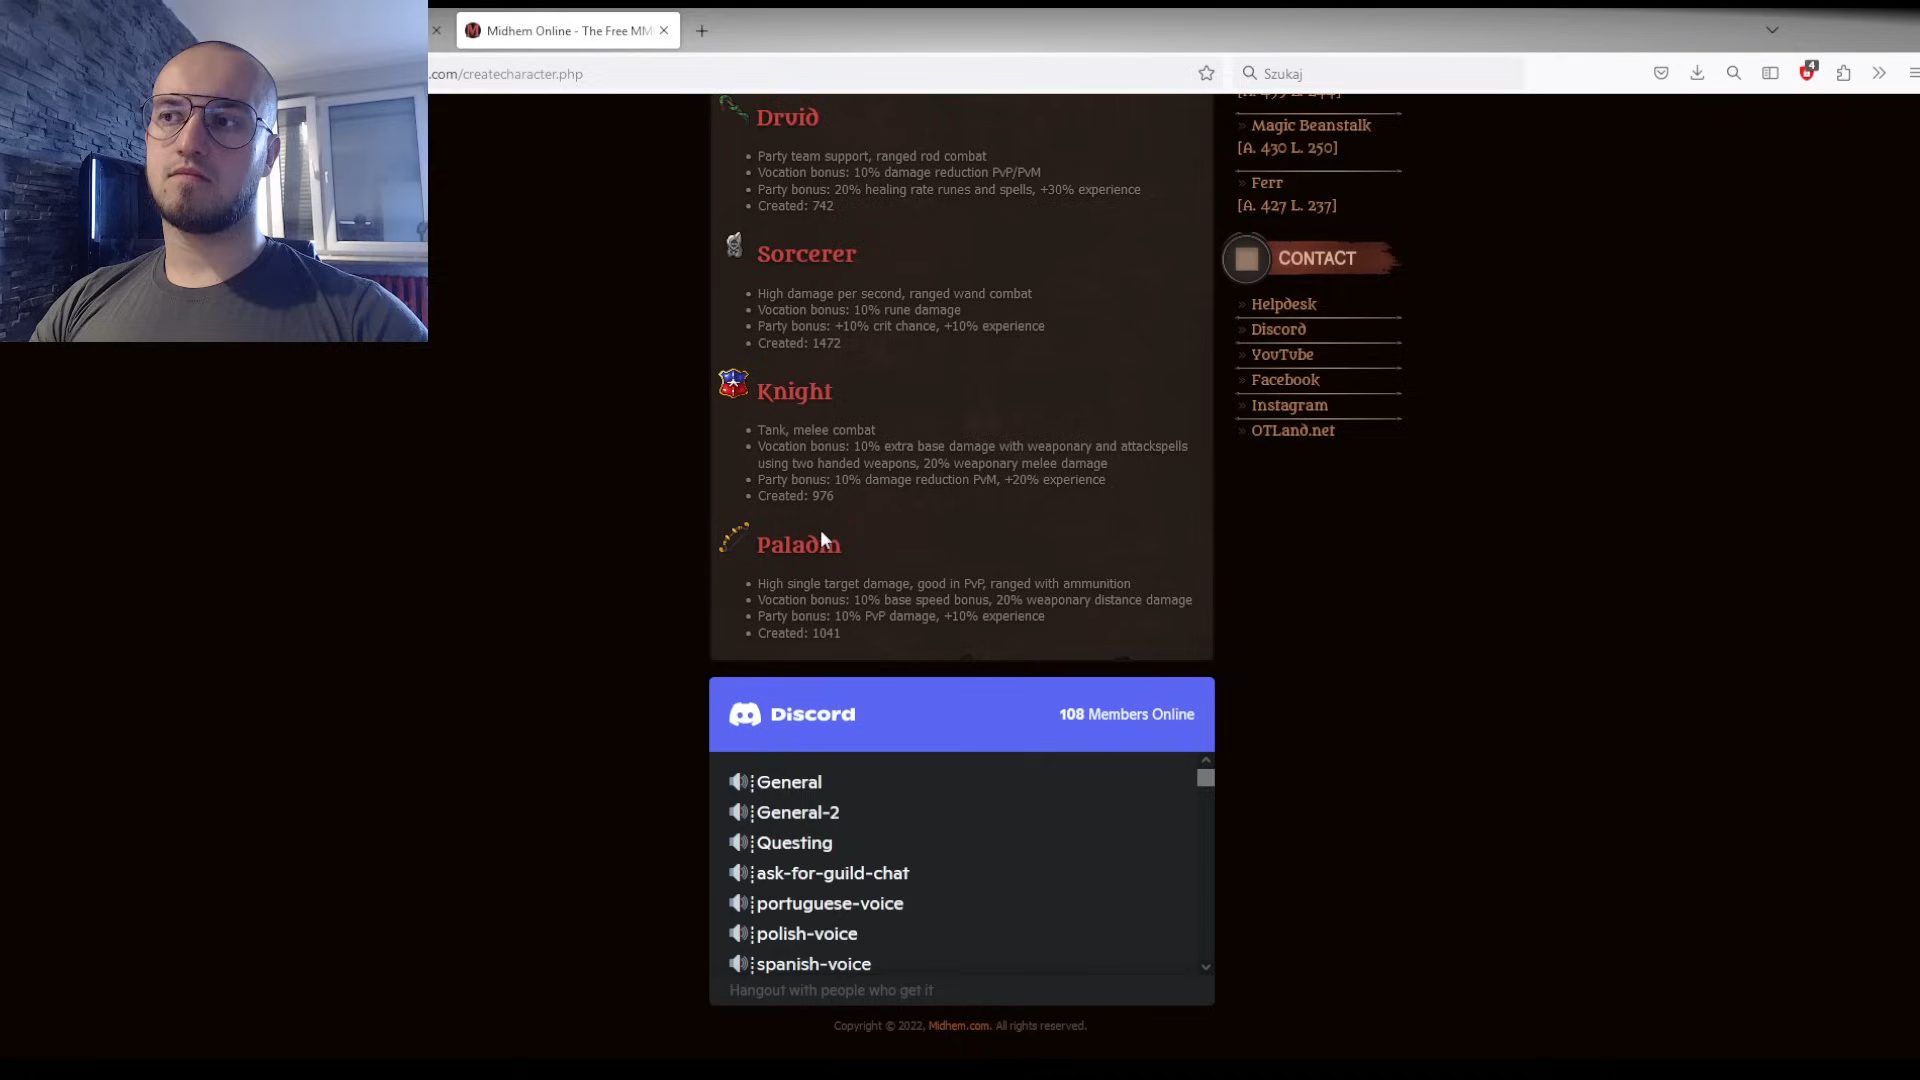 Midhem Online - The Free MM
.com/createcharacter.php
Szukaj
4
Druid
Party team support, ranged rod combat
Vocation bonus: 10% damage reduction PvP/PvM
Party bonus: 20% healing rate runes and spells, +30% experience
Created: 742
Sorcerer
High damage per second, ranged wand combat
Vocation bonus: 10% rune damage
Party bonus: +10% crit chance, +10% experience
Created: 1472
Knight
Tank, melee combat
Vocation bonus: 10% extra base damage with weaponary and attackspells
using two handed weapons, 20% weaponary melee damage
Party bonus: 10% damage reduction PvM, +20% experience
Created: 976
Paladin
High single target damage, good in PvP, ranged with ammunition
Vocation bonus: 10% base speed bonus, 20% weaponary distance damage
Party bonus: 10% PvP damage, +10% experience
Created: 1041
Discord
108 Members Online
General
General-2
Questing
ask-for-guild-chat
portuguese-voice
polish-voice
spanish-voice
Hangout with people who get it
Copyright © 2022, Midhem.com. All rights reserved.
» Magic Beanstalk
[A. 430 L. 250]
» Ferr
[A. 427 L. 237]
CONTACT
» Helpdesk
» Discord
» YouTube
» Facebook
» Instagram
» OTLand.net